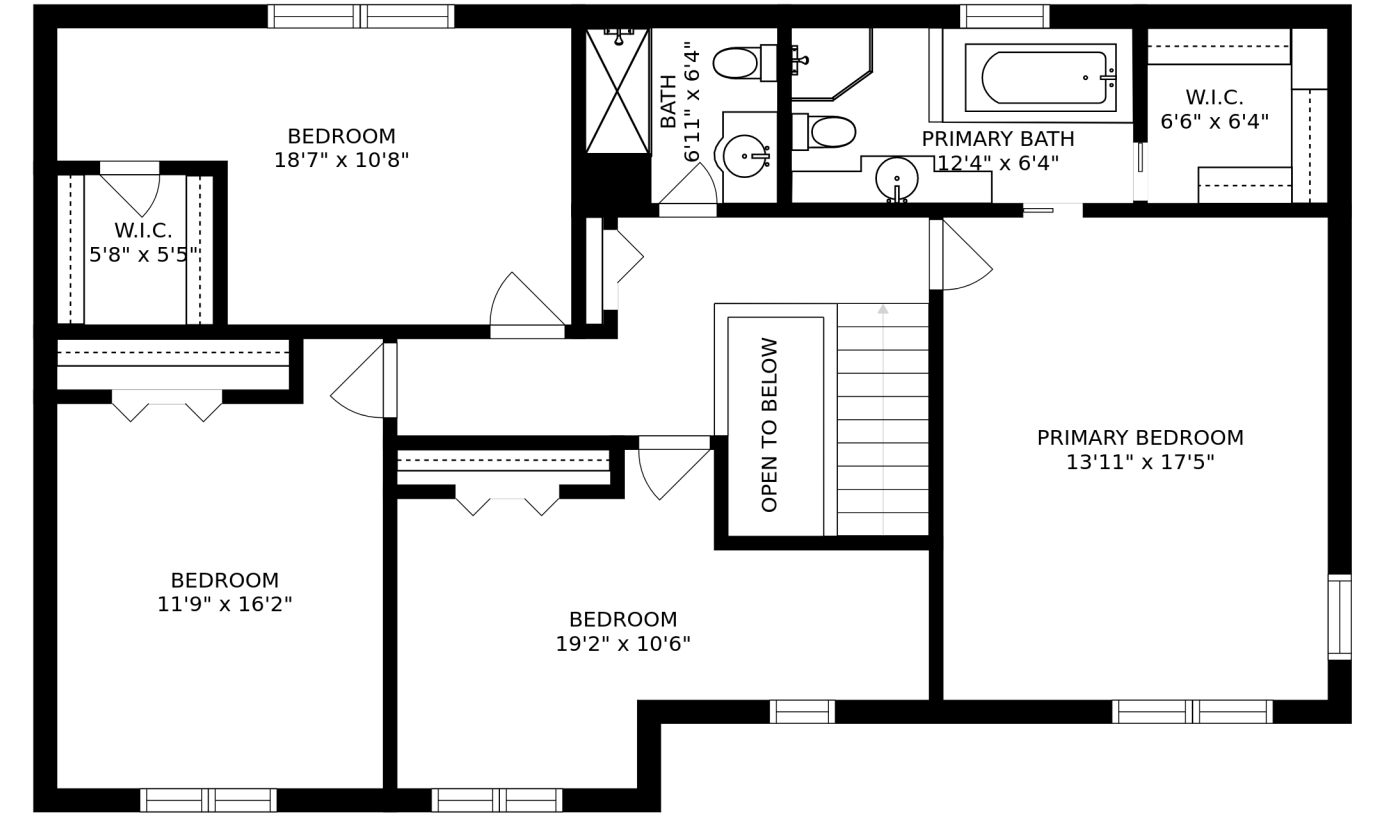 BEDROOM
18'7" x 10'8"
BATH
6'11" x 6'4"
PRIMARY BATH
12'4" x 6'4"
W.I.C.
6'6" x 6'4"
W.I.C.
5'8" x 5'5"
OPEN TO BELOW
PRIMARY BEDROOM
13'11" x 17'5"
BEDROOM
11'9" x 16'2"
BEDROOM
19'2" x 10'6"